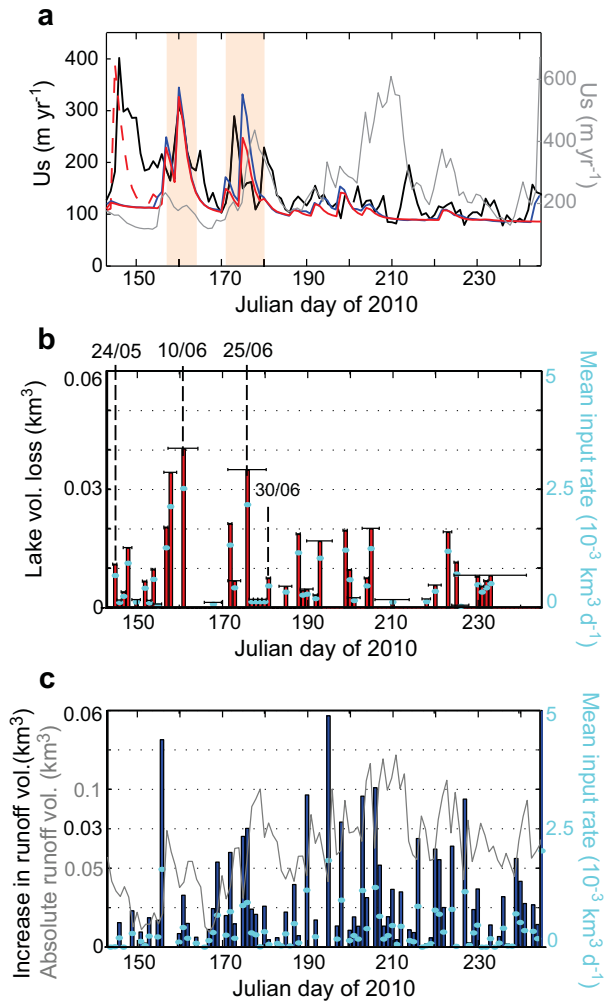 a
400
300
200
100
0
Us (m yr-1)
600
400
200
0
Us (m yr-1)
150 170 190 210 230
Julian day of 2010
b
24/05 10/06 25/06
30/06
0.06
0.03
0
Lake vol. loss (km3)
5
2.5
0
Mean input rate (10-3 km3 d-1)
150 170 190 210 230
Julian day of 2010
c
0.06
0.1
0.03
0.05
0
Increase in runoff vol.(km3)
Absolute runoff vol. (km3)
5
2.5
0
Mean input rate (10-3 km3 d-1)
150 170 190 210 230
Julian day of 2010